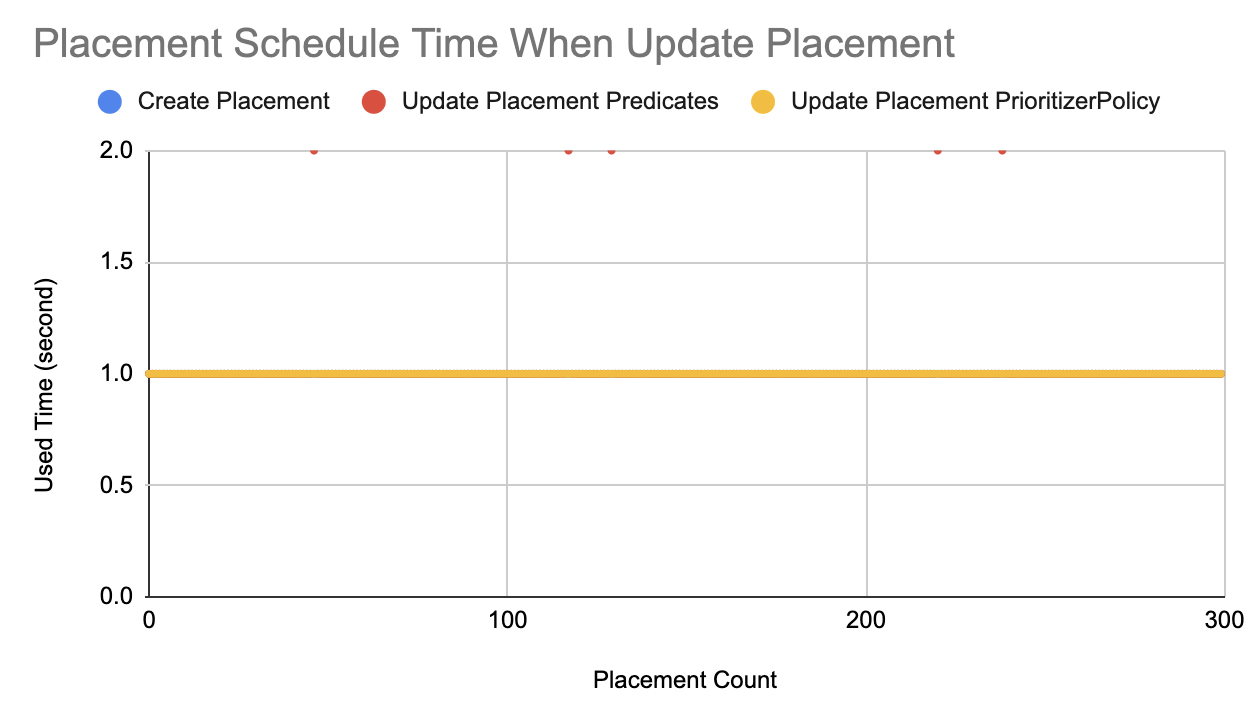 Placement Schedule Time When Update Placement
Create Placement
Update Placement Predicates
Update Placement PrioritizerPolicy
2.0
1.5
1.0
0.5
0.0
Used Time (second)
0
100
200
300
Placement Count